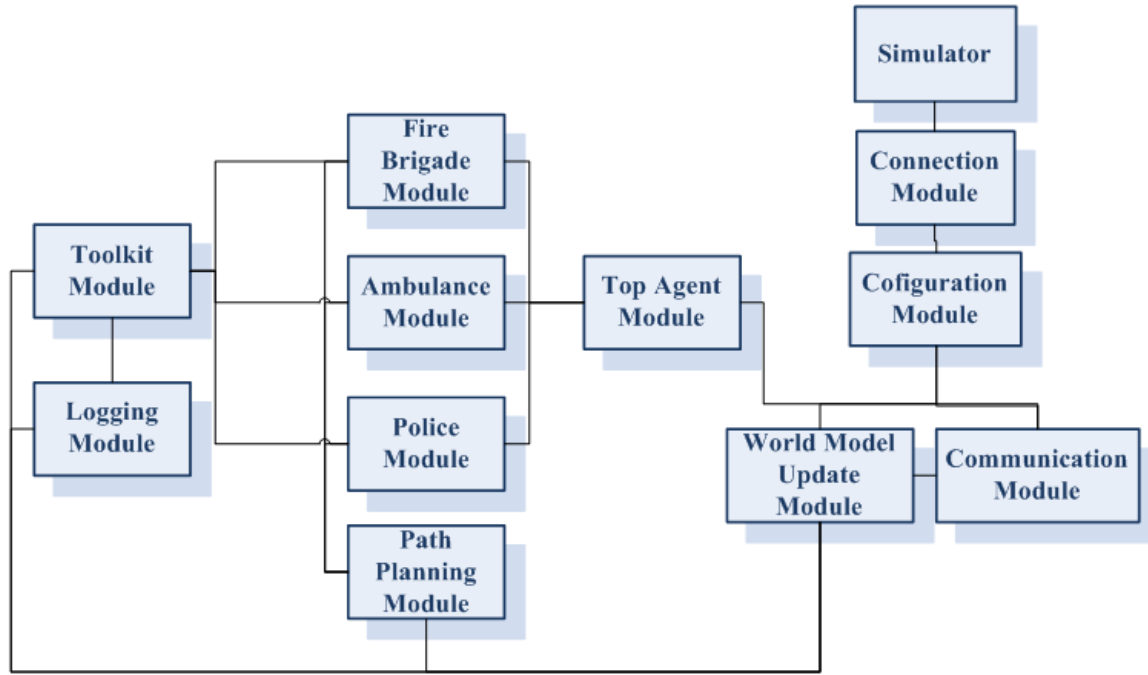 Simulator
Connection
Module
Cofiguration
Module
Fire
Brigade
Module
Toolkit
Module
Ambulance
Module
Top Agent
Module
Logging
Module
Police
Module
World Model
Update
Module
Communication
Module
Path
Planning
Module